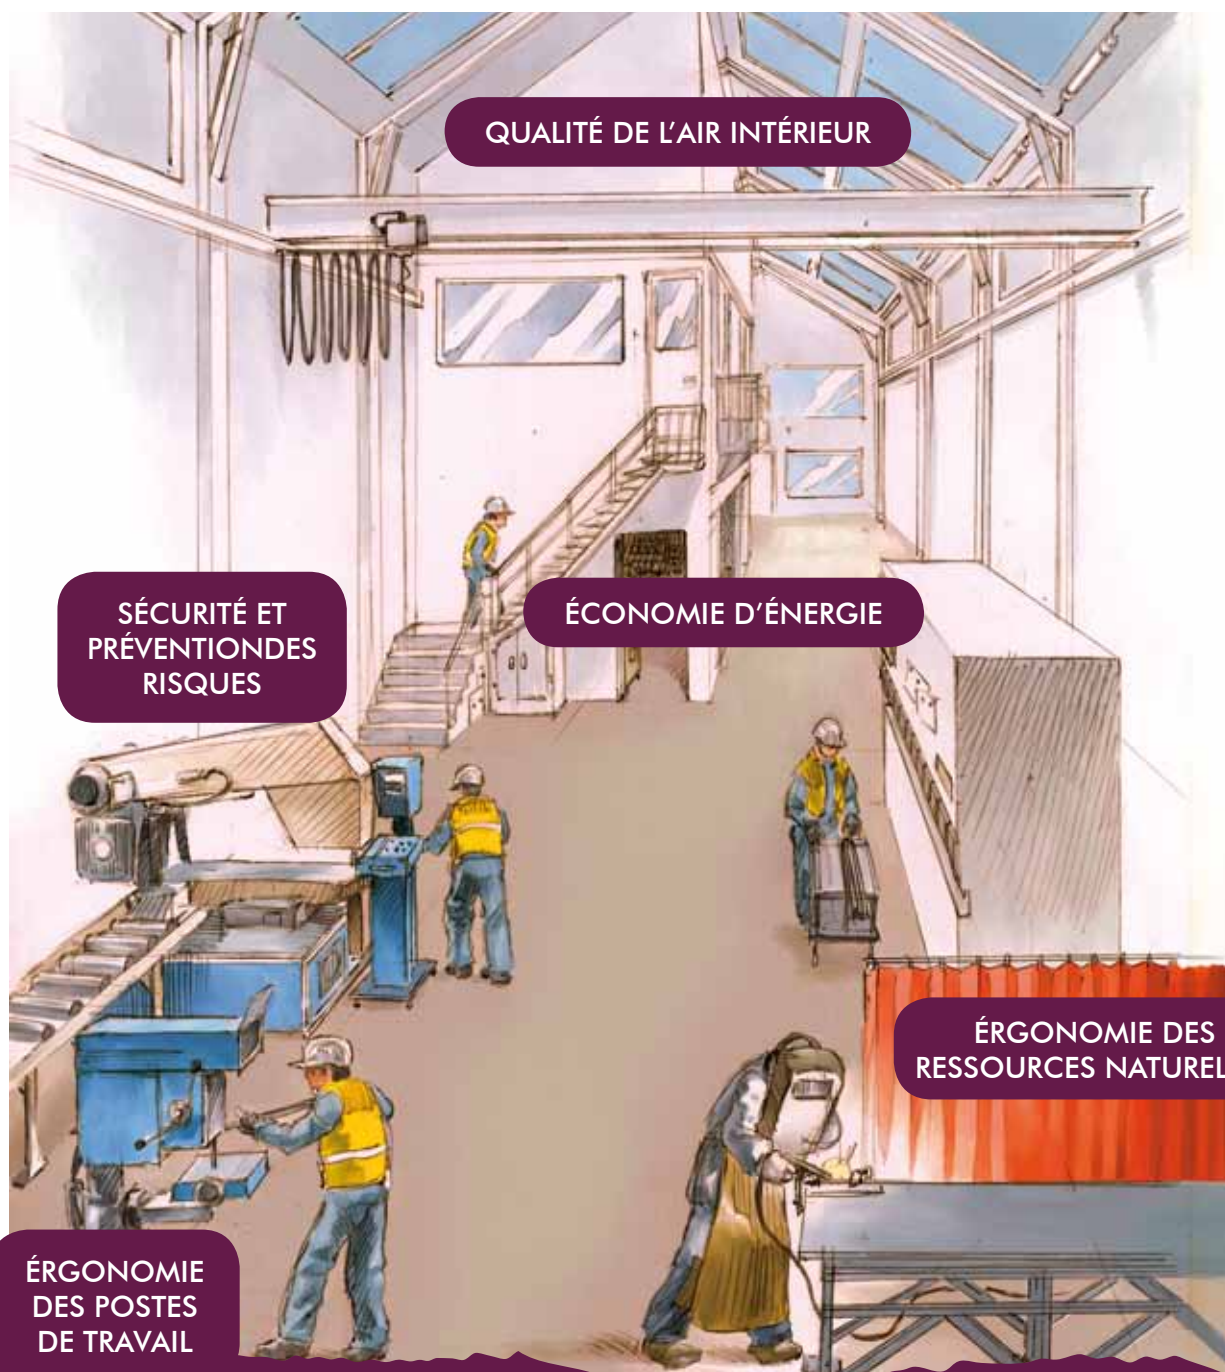 QUALITÉ DE L'AIR INTÉRIEUR
SÉCURITÉ ET
PRÉVENTIONDES
RISQUES
ÉCONOMIE D'ÉNERGIE
ÉRGONOMIE DES
RESSOURCES NATUREL
ÉRGONOMIE
DES POSTES
DE TRAVAIL